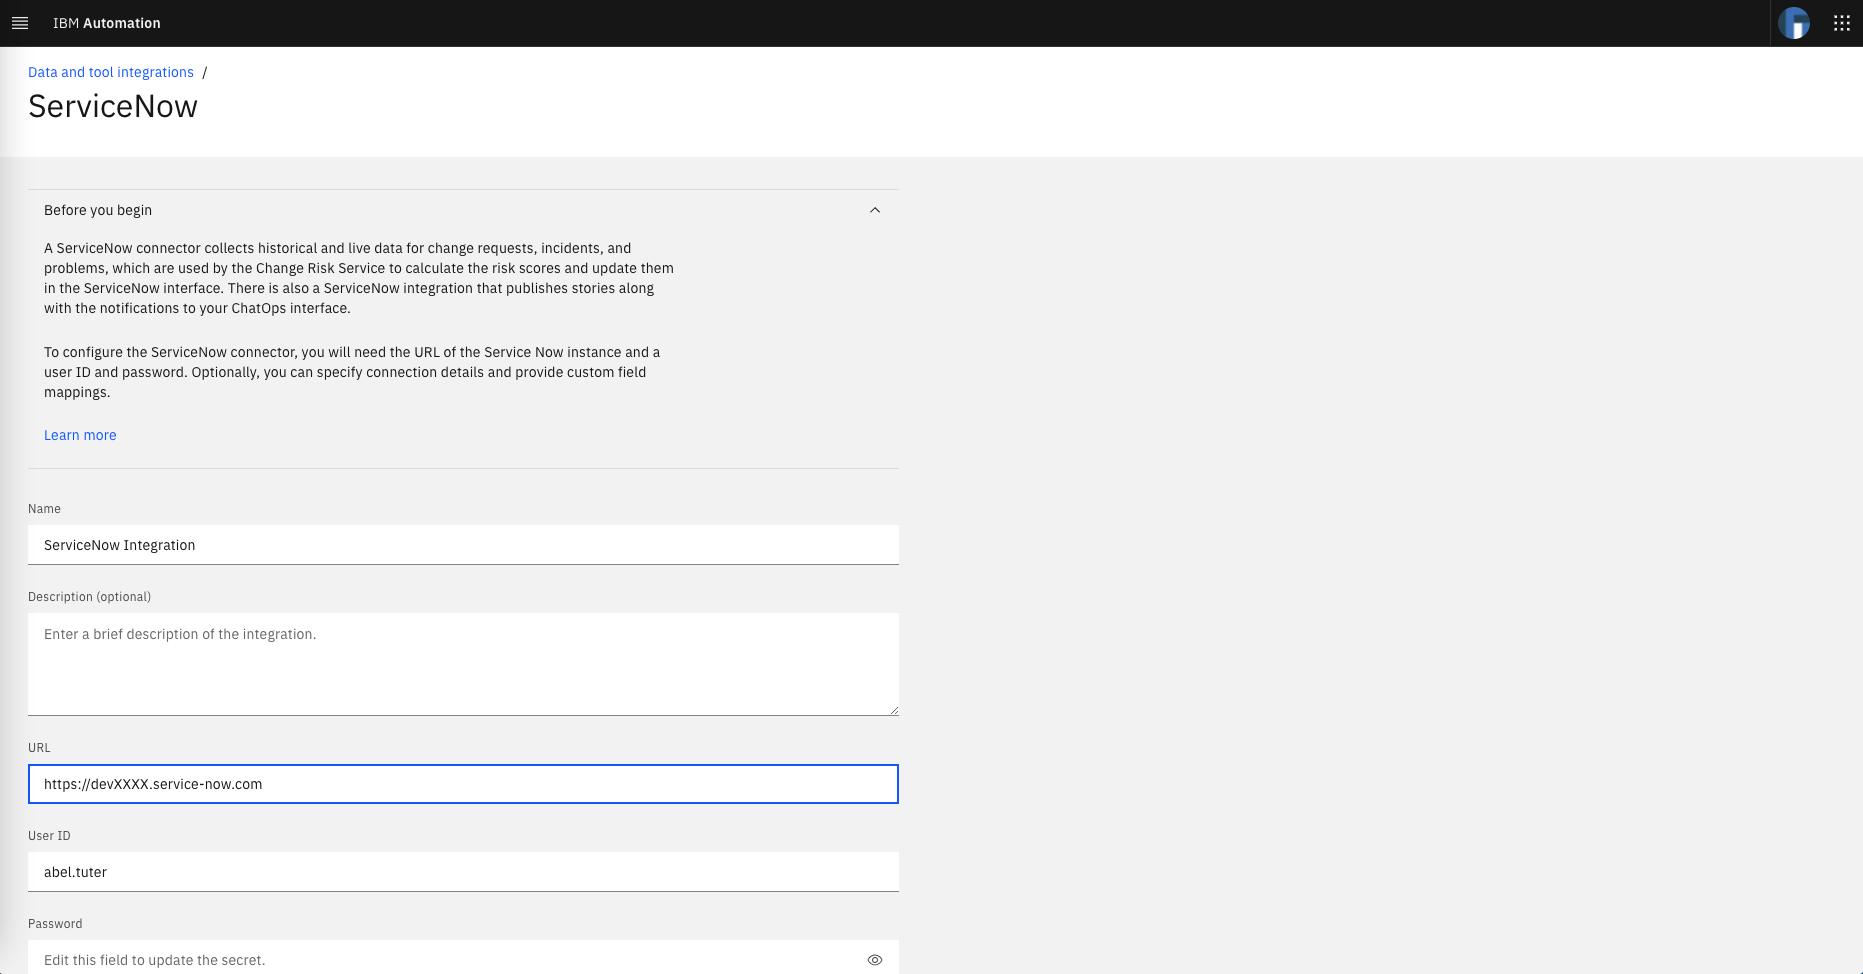 IBM Automation
Data and tool integrations /
ServiceNow
Before you begin
A ServiceNow connector collects historical and live data for change requests, incidents, and
problems, which are used by the Change Risk Service to calculate the risk scores and update them
in the ServiceNow interface. There is also a ServiceNow integration that publishes stories along
with the notifications to your ChatOps interface.
To configure the ServiceNow connector, you will need the URL of the Service Now instance and a
user ID and password. Optionally, you can specify connection details and provide custom field
mappings.
Learn more
Name
ServiceNow Integration
Description (optional)
Enter a brief description of the integration.
URL
https://devXXXX.service-now.com
User ID
abel.tuter
Password
Edit this field to update the secret.